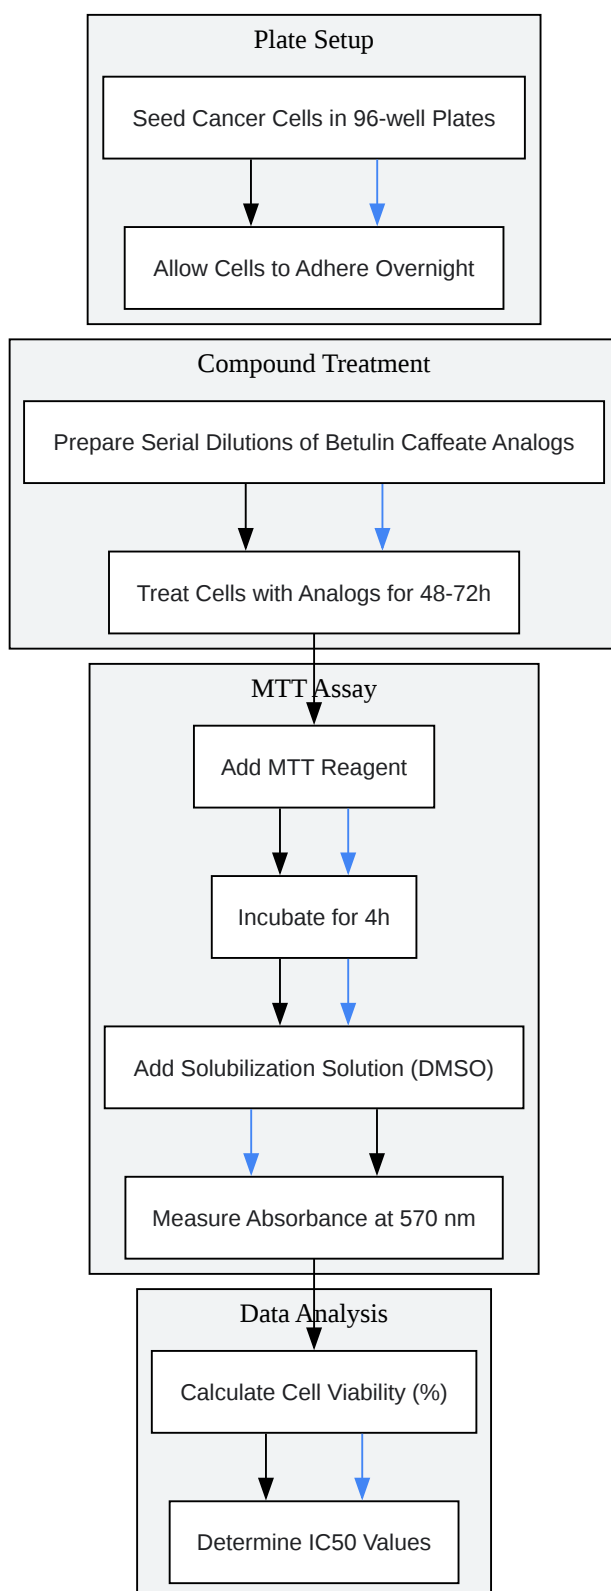 Plate Setup
Seed Cancer Cells in 96-well Plates
Allow Cells to Adhere Overnight
Compound Treatment
Prepare Serial Dilutions of Betulin Caffeate Analogs
Treat Cells with Analogs for 48-72h
MTT Assay
Add MTT Reagent
Incubate for 4h
Add Solubilization Solution (DMSO)
Measure Absorbance at 570 nm
Data Analysis
Calculate Cell Viability (%)
Determine IC50 Values